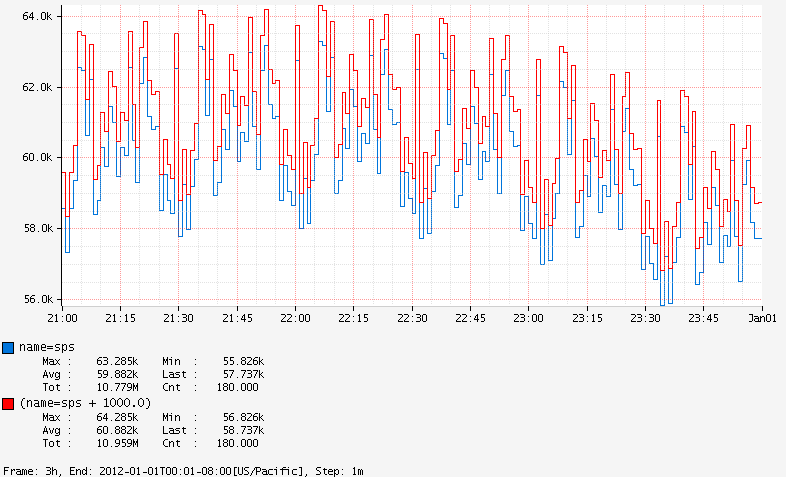 64.0k
62.0k
60.0k
58.0k
56.0k
21:00 21:15 21:30 21:45 22:00 22:15 22:30 22:45 23:00 23:15 23:30 23:45 Jan01
name=sps
Max : 63.285k Min : 55.826k
Avg : 59.882k Last : 57.737k
Tot : 10.779M Cnt : 180.000
(name=sps + 1000.0)
Max : 64.285k Min : 56.826k
Avg : 60.882k Last : 58.737k
Tot : 10.959M Cnt : 180.000
Frame: 3h, End: 2012-01-01T00:01-08:00[US/Pacific], Step: 1m